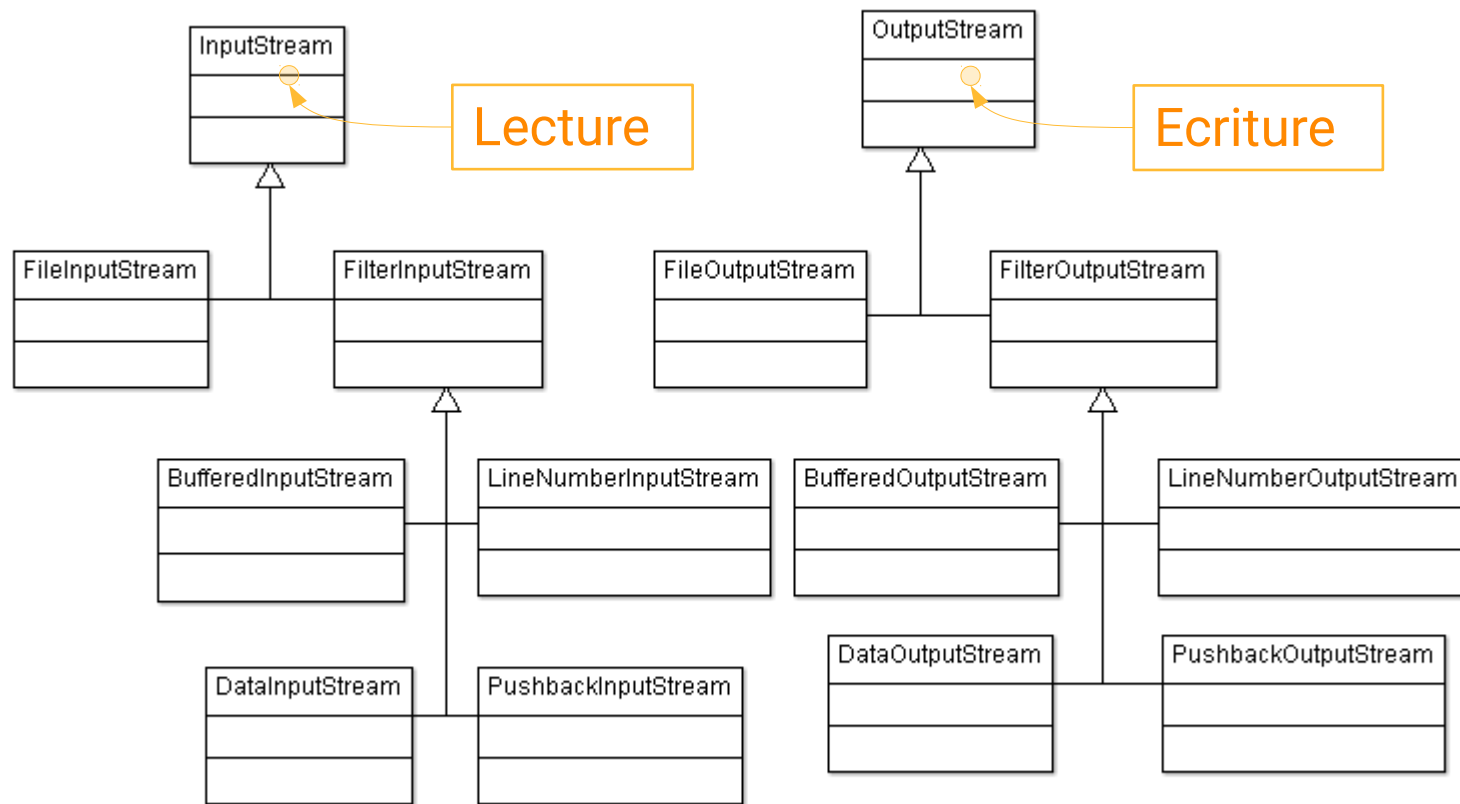 InputStream
OutputStream
Lecture
Ecriture
FileInputStream
FilterInputStream
FileOutputStream
FilterOutputStream
BufferedInputStream
LineNumberInputStream
BufferedOutputStream
LineNumberOutputStream
DataInputStream
PushbackInputStream
DataOutputStream
PushbackOutputStream